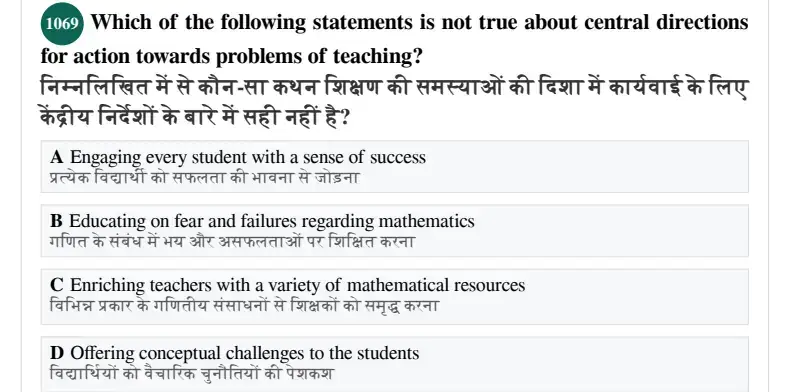 1069 Which of the following statements is not true about central directions
for action towards problems of teaching?
निम्नलिखित में से कौन-सा कथन शिक्षण की समस्याओं की दिशा में कार्यवाई के लिए
केंद्रीय निर्देशों के बारे में सही नहीं है?
A Engaging every student with a sense of success
प्रत्येक विद्यार्थी को सफलता की भावना से जोड़ना
B Educating on fear and failures regarding mathematics
गणित के संबंध में भय और असफलताओं पर शिक्षित करना
C Enriching teachers with a variety of mathematical resources
विभिन्न प्रकार के गणितीय संसाधनों से शिक्षकों को समृद्ध करना
D Offering conceptual challenges to the students
विद्यार्थियों को वैचारिक चुनौतियों की पेशकश